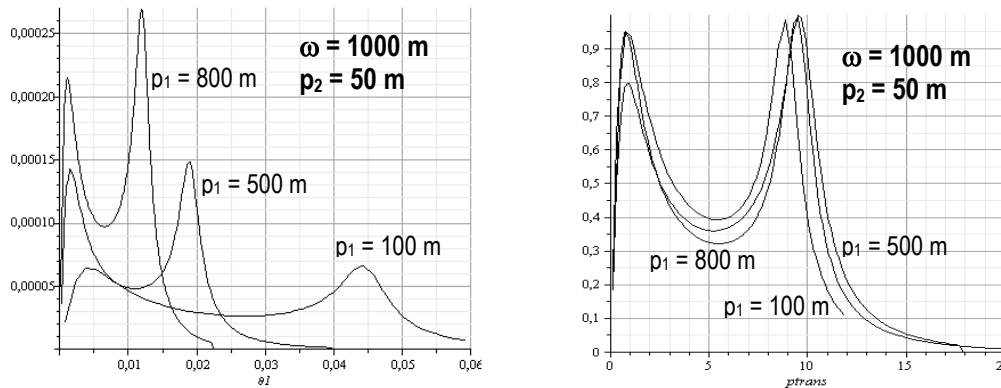 0,00025
0,00020
0,00015
0,00010
0,00005
ω = 1000 m
p₂ = 50 m
p₁ = 800 m
p₁ = 500 m
p₁ = 100 m
0,01 0,02 0,03 0,04 0,05 0,06
θ1
0,9
0,8
0,7
0,6
0,5
0,4
0,3
0,2
0,1
0
ω = 1000 m
p₂ = 50 m
p₁ = 800 m
p₁ = 500 m
p₁ = 100 m
0 5 10 15
ptrans